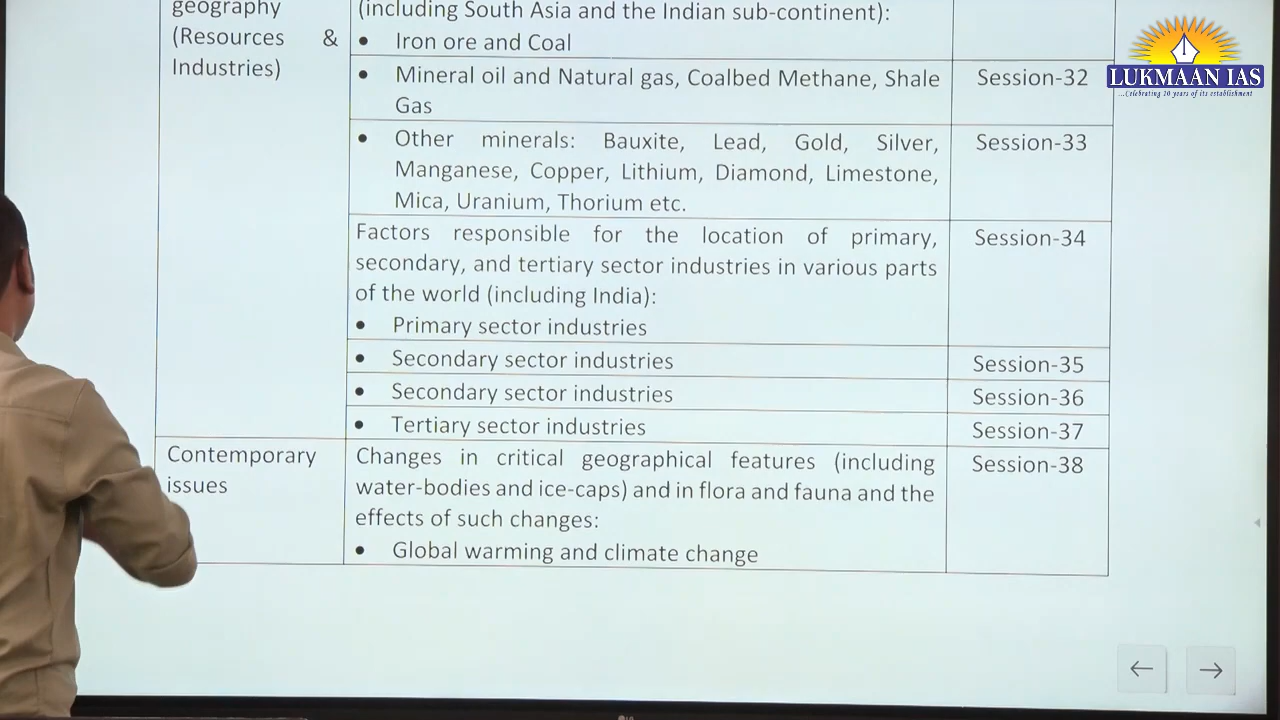 geography
(Resources &
Industries)
(including South Asia and the Indian sub-continent):
• Iron ore and Coal
• Mineral oil and Natural gas, Coalbed Methane, Shale
Gas
Session-32
• Other minerals: Bauxite, Lead, Gold, Silver,
Manganese, Copper, Lithium, Diamond, Limestone,
Mica, Uranium, Thorium etc.
Session-33
Factors responsible for the location of primary,
secondary, and tertiary sector industries in various parts
of the world (including India):
• Primary sector industries
Session-34
• Secondary sector industries
Session-35
• Secondary sector industries
Session-36
• Tertiary sector industries
Session-37
Contemporary
issues
Changes in critical geographical features (including
water-bodies and ice-caps) and in flora and fauna and the
effects of such changes:
• Global warming and climate change
Session-38
LUKMAAN IAS
...Celebrating 10 years of its establishment